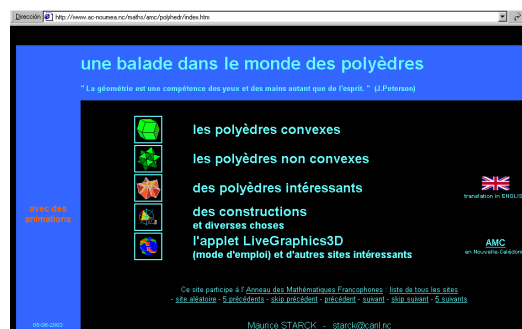 Dirección http://www.ac-noumea.nc/maths/amc/polyhedr/index.htm
une balade dans le monde des polyèdres
" La géométrie est une compétence des yeux et des mains autant que de l'esprit. " (J.Peterson)
les polyèdres convexes
les polyèdres non convexes
des polyèdres intéressants
translation in ENGLIS
avec des
animations
des constructions
et diverses choses
l'applet LiveGraphics3D
(mode d'emploi) et d'autres sites intéressants
AMC
en Nouvelle-Calédoni
Ce site participe à l' Anneau des Mathématiques Francophones : liste de tous les sites
- site aléatoire - 5 précédents - skip précédent - précédent - suivant - skip suivant - 5 suivants
05-06-2003
Maurice STARCK - starck@canl.nc